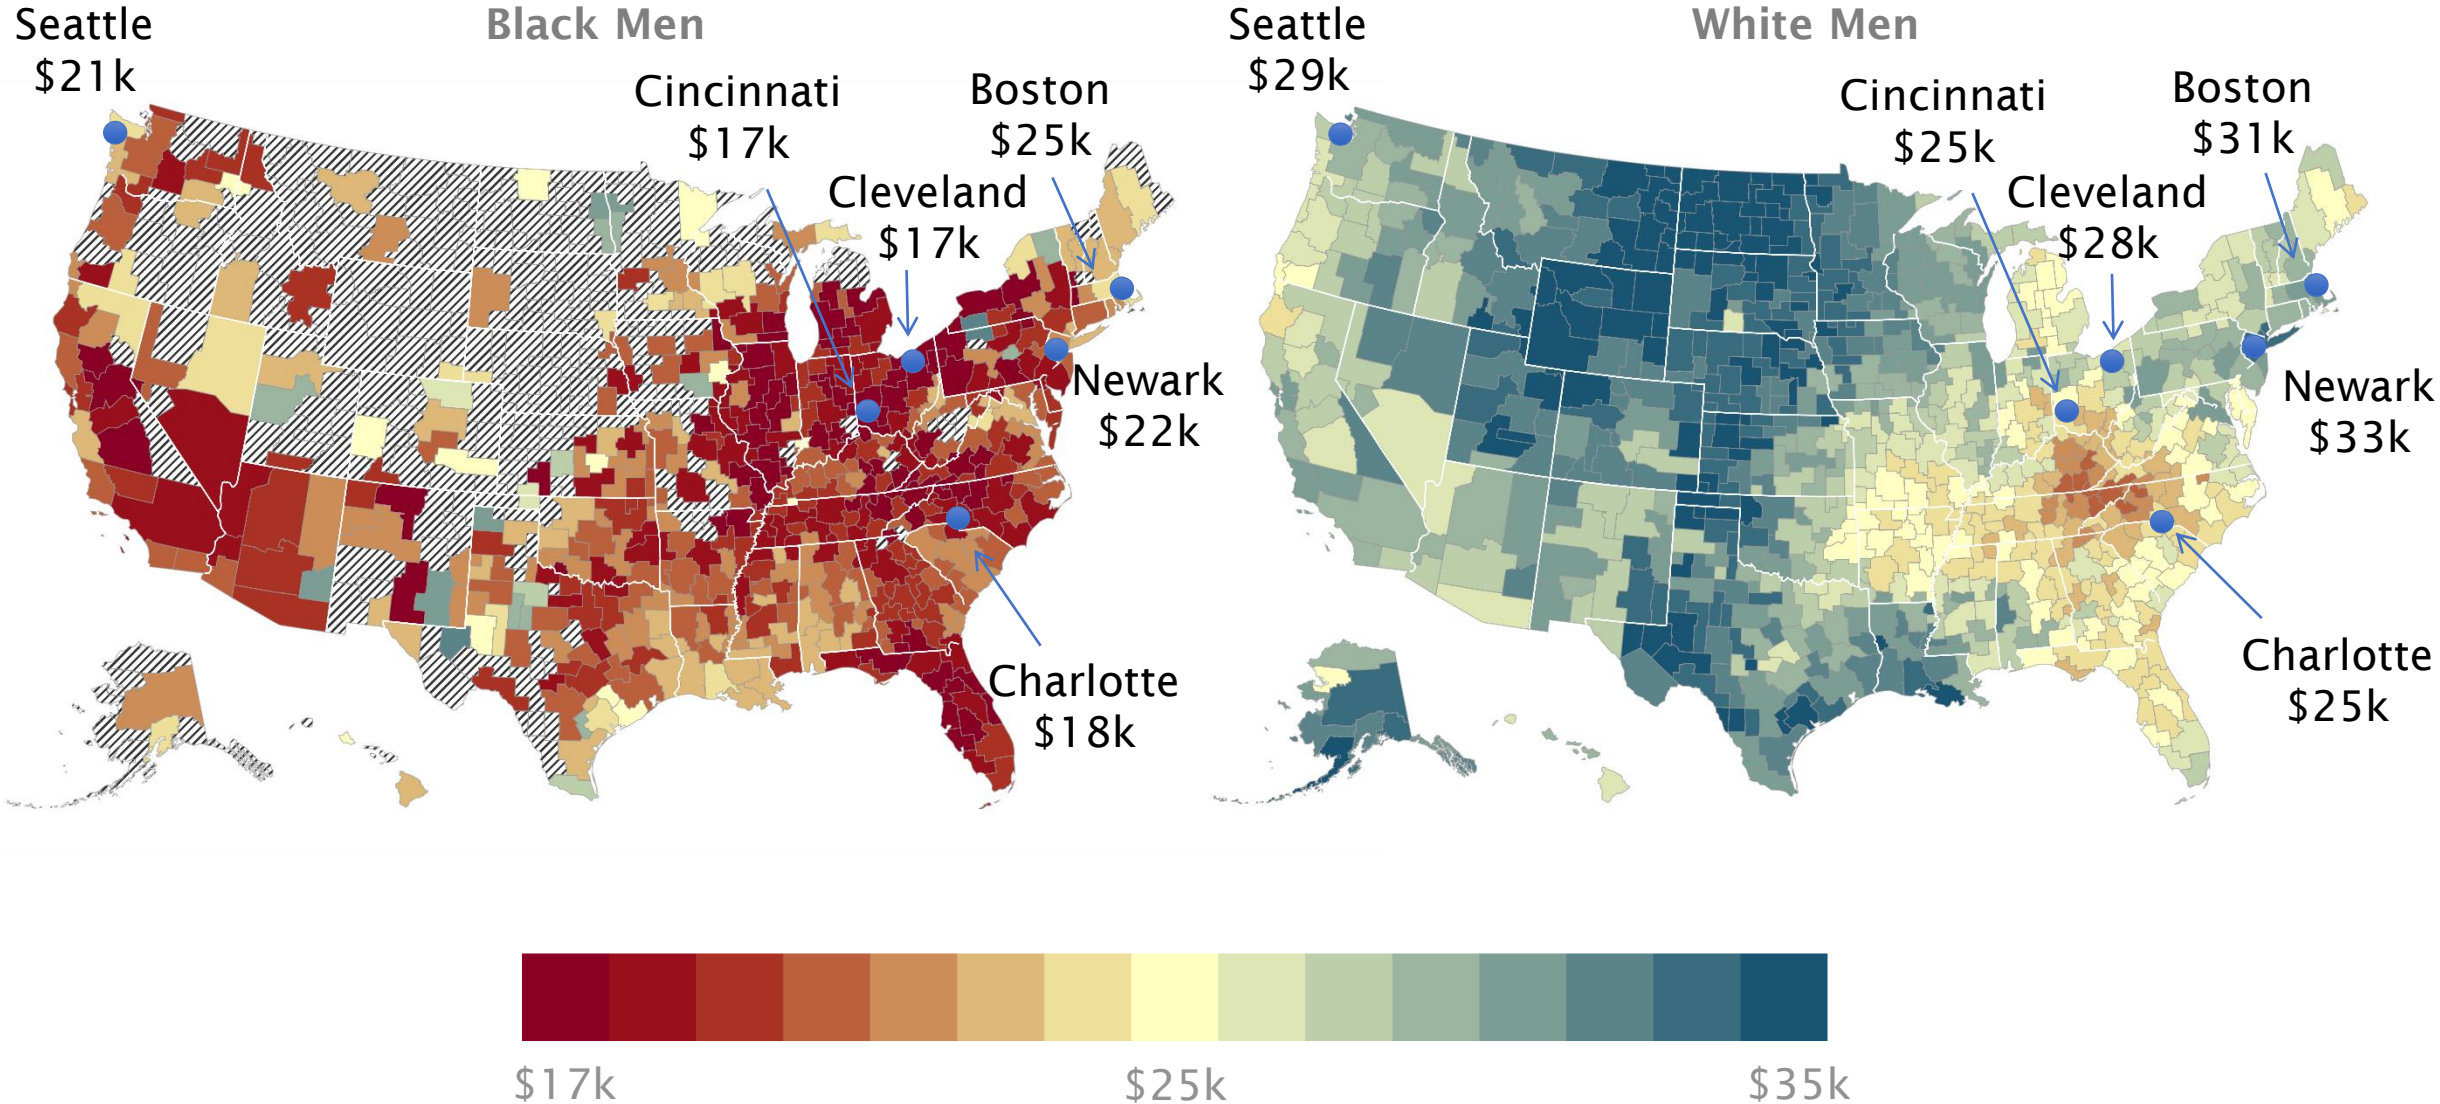 Black Men
Seattle
$21k
Cincinnati
$17k
Boston
$25k
Cleveland
$17k
Newark
$22k
Charlotte
$18k
White Men
Seattle
$29k
Cincinnati
$25k
Boston
$31k
Cleveland
$28k
Newark
$33k
Charlotte
$25k
$17k
$25k
$35k